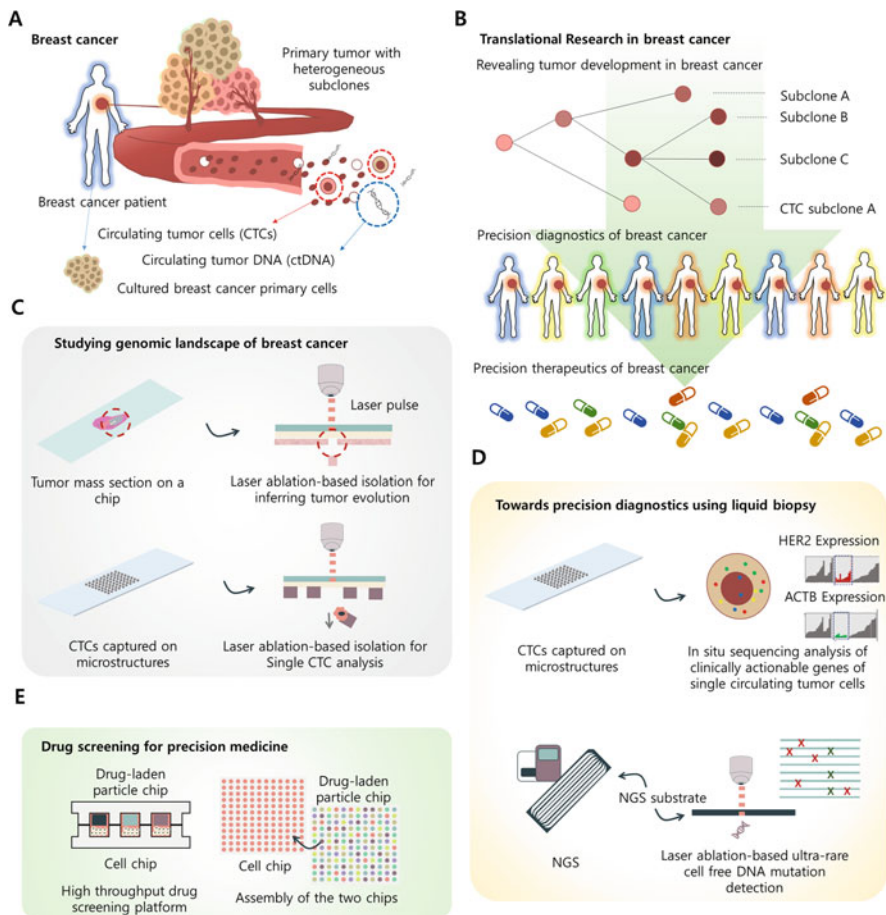 A
Breast cancer
Primary tumor with
heterogeneous
subclones
Breast cancer patient
Circulating tumor cells (CTCs)
Circulating tumor DNA (ctDNA)
Cultured breast cancer primary cells
B
Translational Research in breast cancer
Revealing tumor development in breast cancer
Subclone A
Subclone B
Subclone C
CTC subclone A
Precision diagnostics of breast cancer
Precision therapeutics of breast cancer
C
Studying genomic landscape of breast cancer
Laser pulse
Tumor mass section on a
chip
Laser ablation-based isolation for
inferring tumor evolution
CTCs captured on
microstructures
Laser ablation-based isolation for
Single CTC analysis
D
Towards precision diagnostics using liquid biopsy
HER2 Expression
ACTB Expression
CTCs captured on
microstructures
In situ sequencing analysis of
clinically actionable genes of
single circulating tumor cells
NGS substrate
NGS
Laser ablation-based ultra-rare
cell free DNA mutation
detection
E
Drug screening for precision medicine
Drug-laden
particle chip
Cell chip
High throughput drug
screening platform
Drug-laden
particle chip
Cell chip
Assembly of the two chips